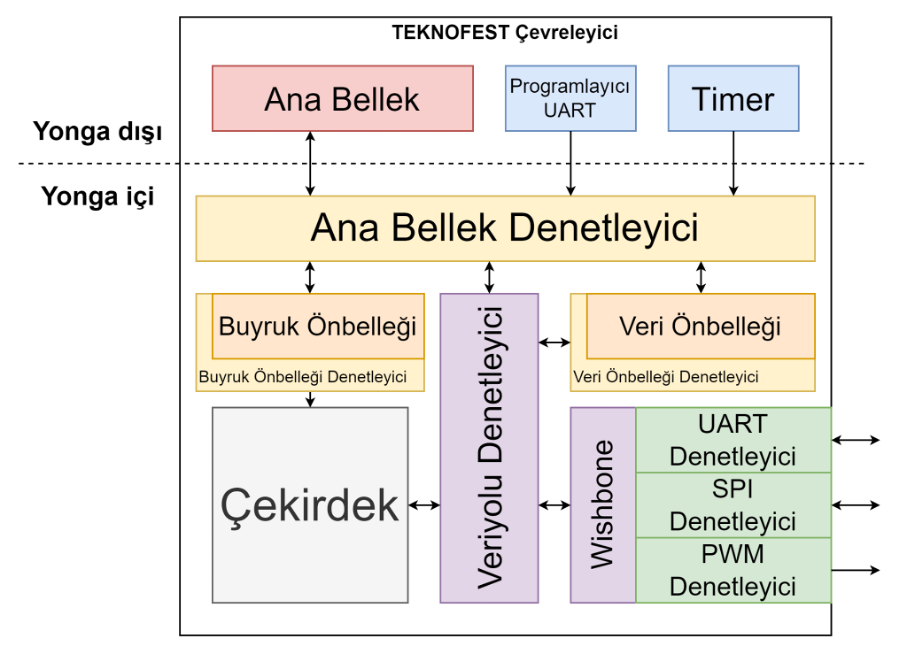 TEKNOFEST Çevreleyici
Ana Bellek
Programlayıcı
UART
Timer
Yonga dışı
Yonga içi
Ana Bellek Denetleyici
Buyruk Önbelleği
Buyruk Önbelleği Denetleyici
Veriyolu Denetleyici
Veri Önbelleği
Veri Önbelleği Denetleyici
Çekirdek
Wishbone
UART
Denetleyici
SPI
Denetleyici
PWM
Denetleyici